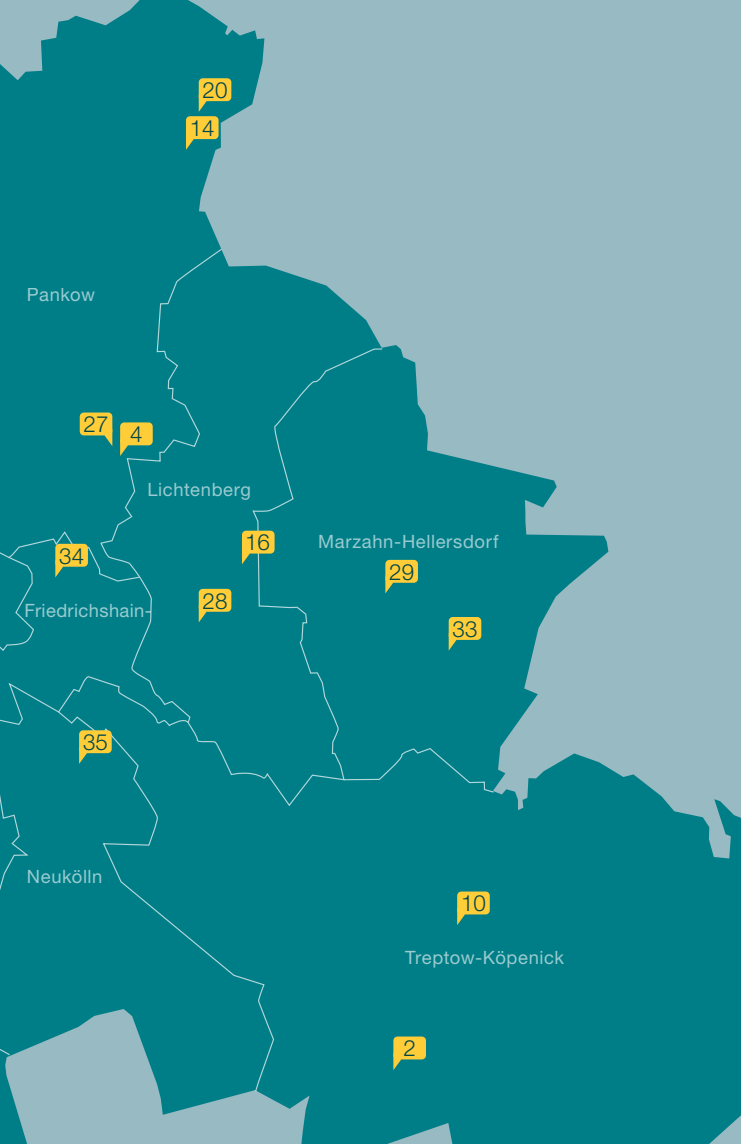 20
14
Pankow
27
4
Lichtenberg
16
Marzahn-Hellersdorf
34
29
28
Friedrichshain-
33
35
Neukölln
10
Treptow-Köpenick
2